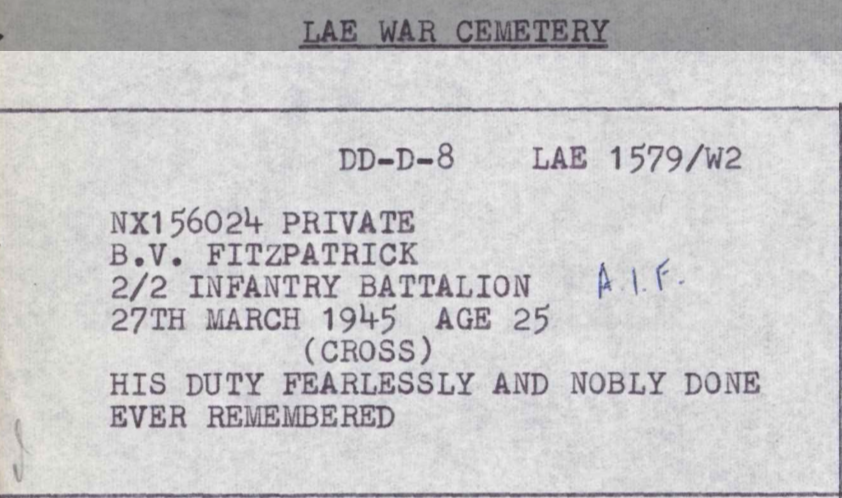 LAE WAR CEMETERY
DD-D-8 LAE 1579/W2
NX156024 PRIVATE
B.V. FITZPATRICK
2/2 INFANTRY BATTALION A.I.F.
27TH MARCH 1945 AGE 25
(CROSS)
HIS DUTY FEARLESSLY AND NOBLY DONE
EVER REMEMBERED